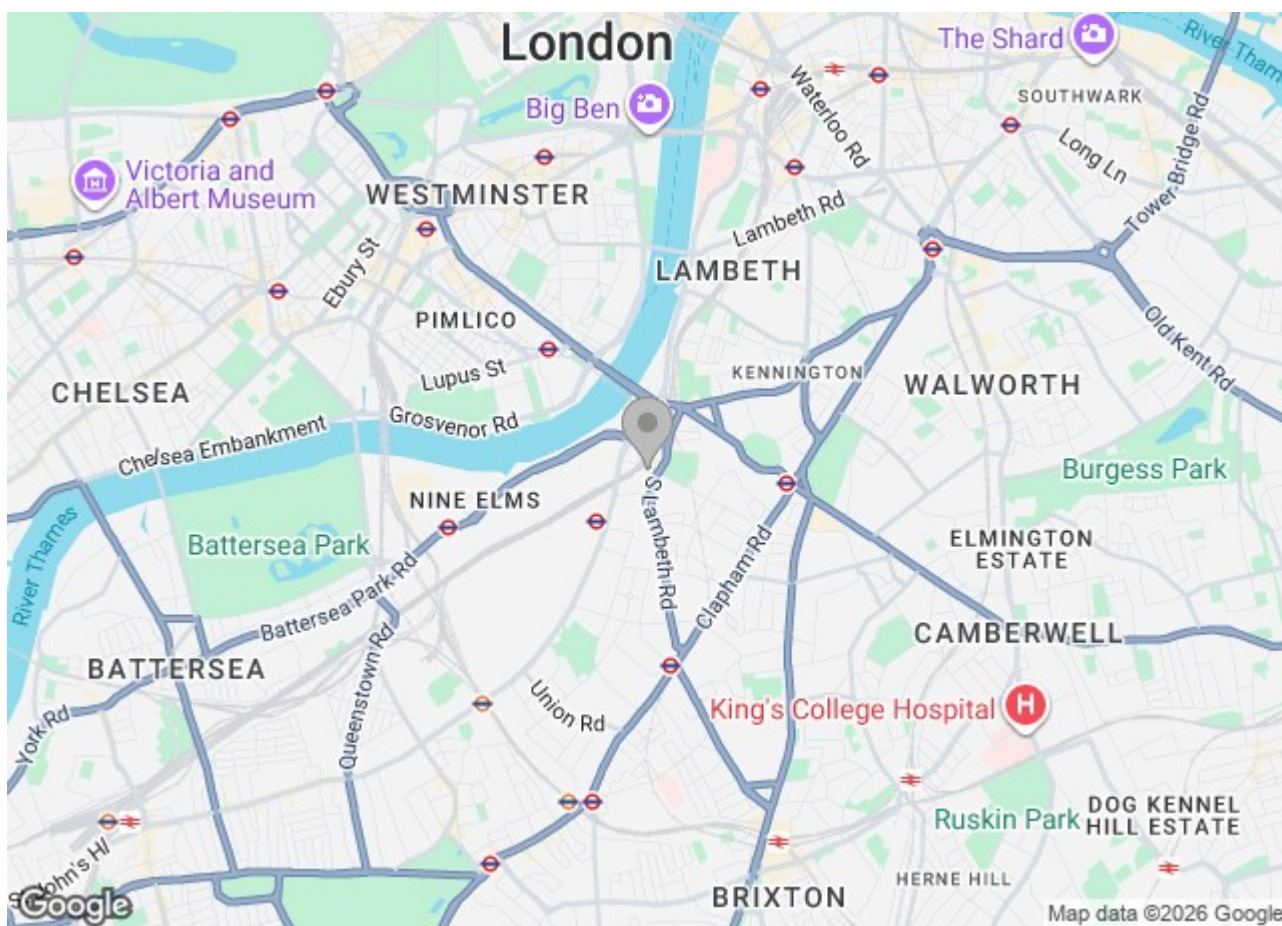 London
The Shard
River Thames
Big Ben
Waterloo Rd
SOUTHWARK
Long Ln
Tower Bridge Rd
Victoria and
Albert Museum
WESTMINSTER
Lambeth Rd
Ebury St
LAMBETH
PIMLICO
Old Kent Rd
Lupus St
KENNINGTON
WALWORTH
CHELSEA
Grosvenor Rd
Chelsea Embankment
Burgess Park
NINE ELMS
S Lambeth Rd
Battersea Park
River Thames
Clapham Rd
ELMINGTON
ESTATE
Battersea Park Rd
CAMBERWELL
BATTERSEA
Queenstown Rd
Union Rd
King's College Hospital
H
York Rd
Ruskin Park
DOG KENNEL
HILL ESTATE
St John's Hl
HERNE HILL
BRIXTON
Google
Map data ©2026 Google